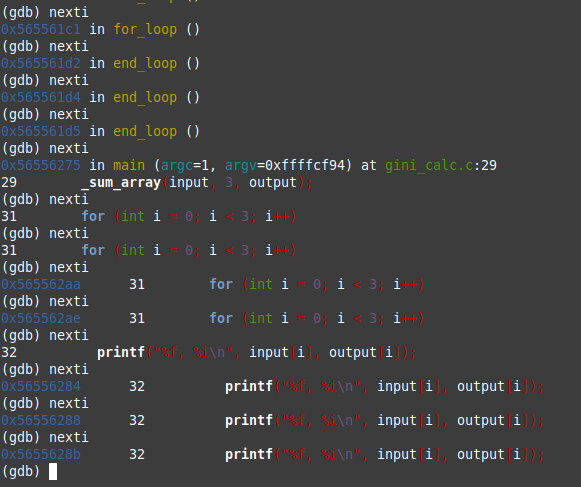 (gdb) nexti
0x565561c1 in for_loop ()
(gdb) nexti
0x565561d2 in end_loop ()
(gdb) nexti
0x565561d4 in end_loop ()
(gdb) nexti
0x565561d5 in end_loop ()
(gdb) nexti
0x56556275 in main (argc=1, argv=0xffffcf94) at gini_calc.c:29
29 _sum_array(input, 3, output);
(gdb) nexti
31 for (int i = 0; i < 3; i++)
(gdb) nexti
31 for (int i = 0; i < 3; i++)
(gdb) nexti
0x565562aa 31 for (int i = 0; i < 3; i++)
(gdb) nexti
0x565562ae 31 for (int i = 0; i < 3; i++)
(gdb) nexti
32 printf("%f, %i\n", input[i], output[i]);
(gdb) nexti
0x56556284 32 printf("%f, %i\n", input[i], output[i]);
(gdb) nexti
0x56556288 32 printf("%f, %i\n", input[i], output[i]);
(gdb) nexti
0x5655628b 32 printf("%f, %i\n", input[i], output[i]);
(gdb)